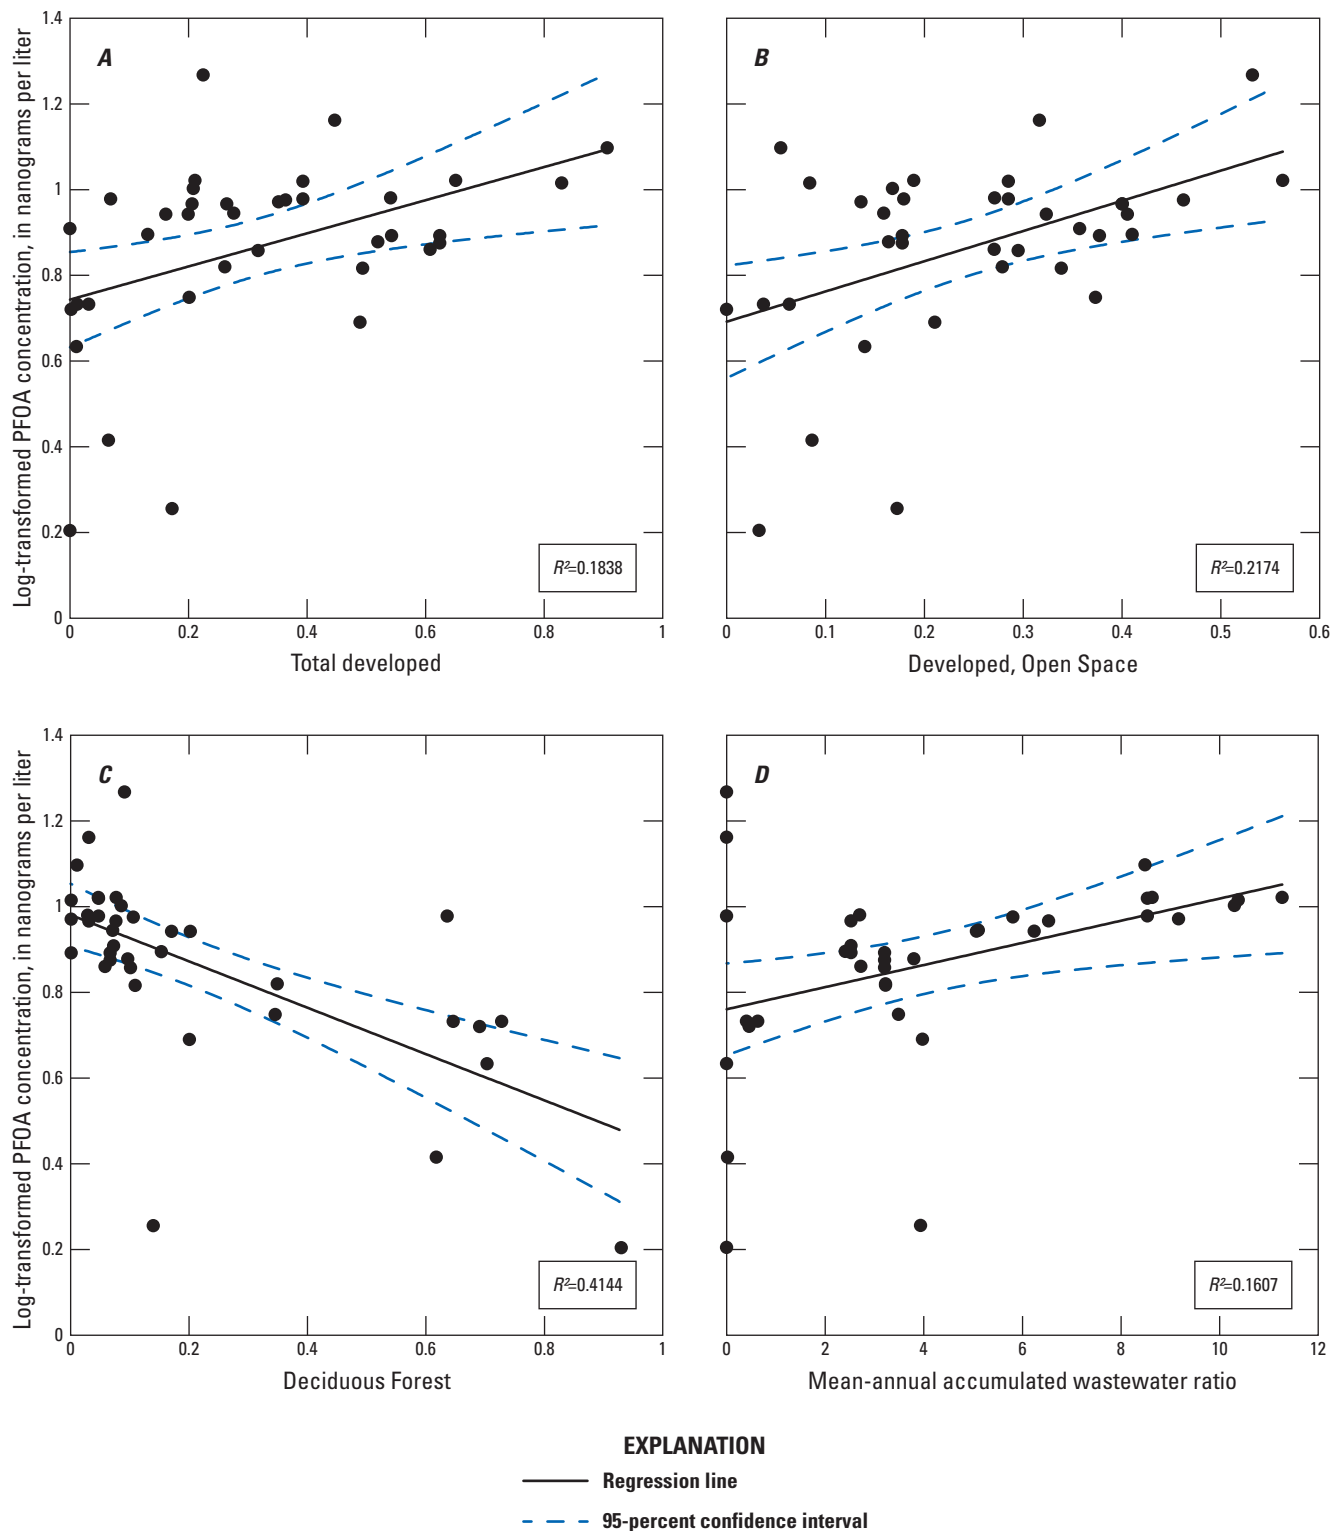 Log-transformed PFOA concentration, in nanograms per liter
1.4
1.2
1
0.8
0.6
0.4
0.2
0
A
R²=0.1838
0 0.2 0.4 0.6 0.8 1
Total developed
B
R²=0.2174
0 0.1 0.2 0.3 0.4 0.5 0.6
Developed, Open Space
Log-transformed PFOA concentration, in nanograms per liter
1.4
1.2
1
0.8
0.6
0.4
0.2
0
C
R²=0.4144
0 0.2 0.4 0.6 0.8 1
Deciduous Forest
D
R²=0.1607
0 2 4 6 8 10 12
Mean-annual accumulated wastewater ratio
EXPLANATION
Regression line
95-percent confidence interval